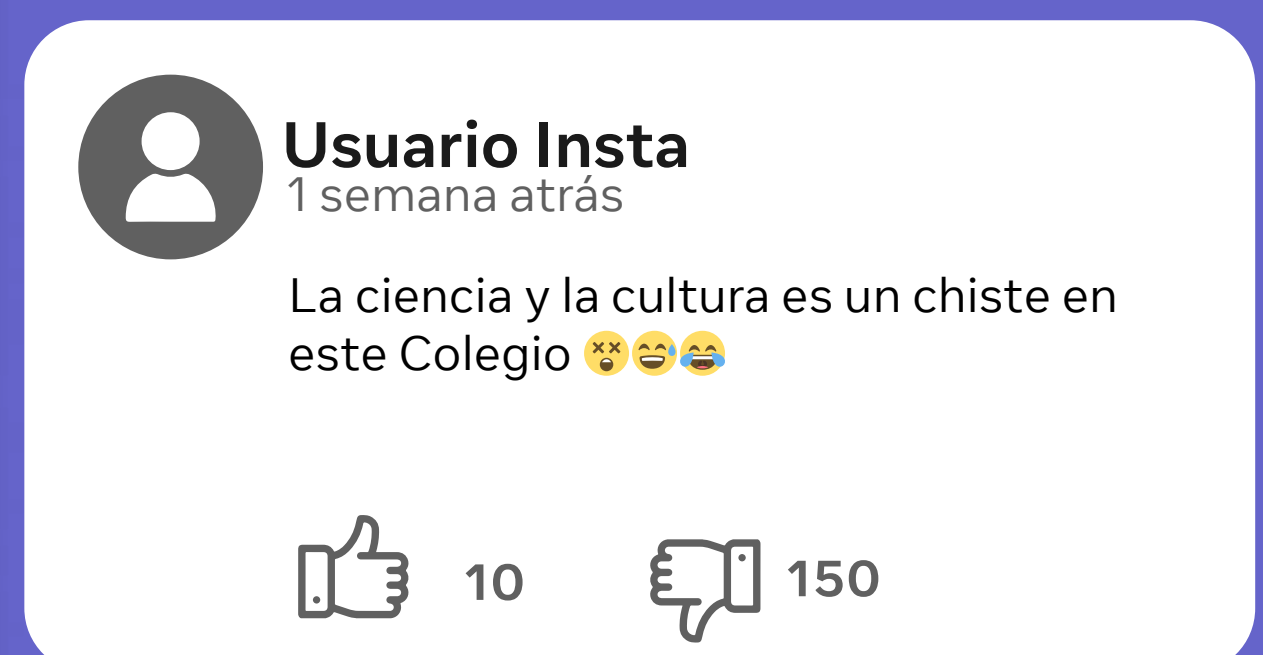 Usuario Insta
1 semana atrás
La ciencia y la cultura es un chiste en
este Colegio 😵😅😂
10
150